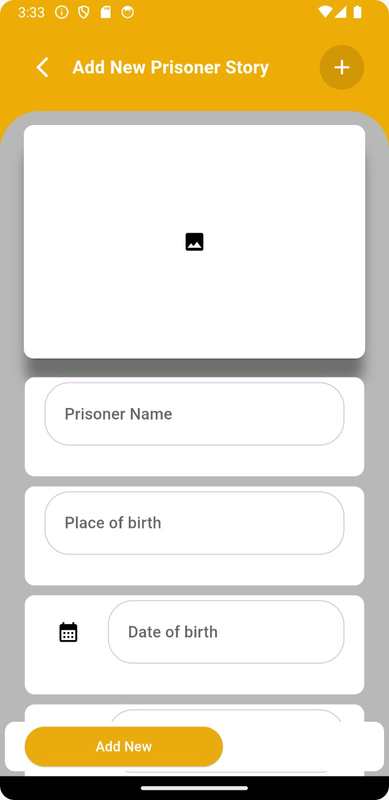 3:33
Add New Prisoner Story
Prisoner Name
Place of birth
Date of birth
Add New